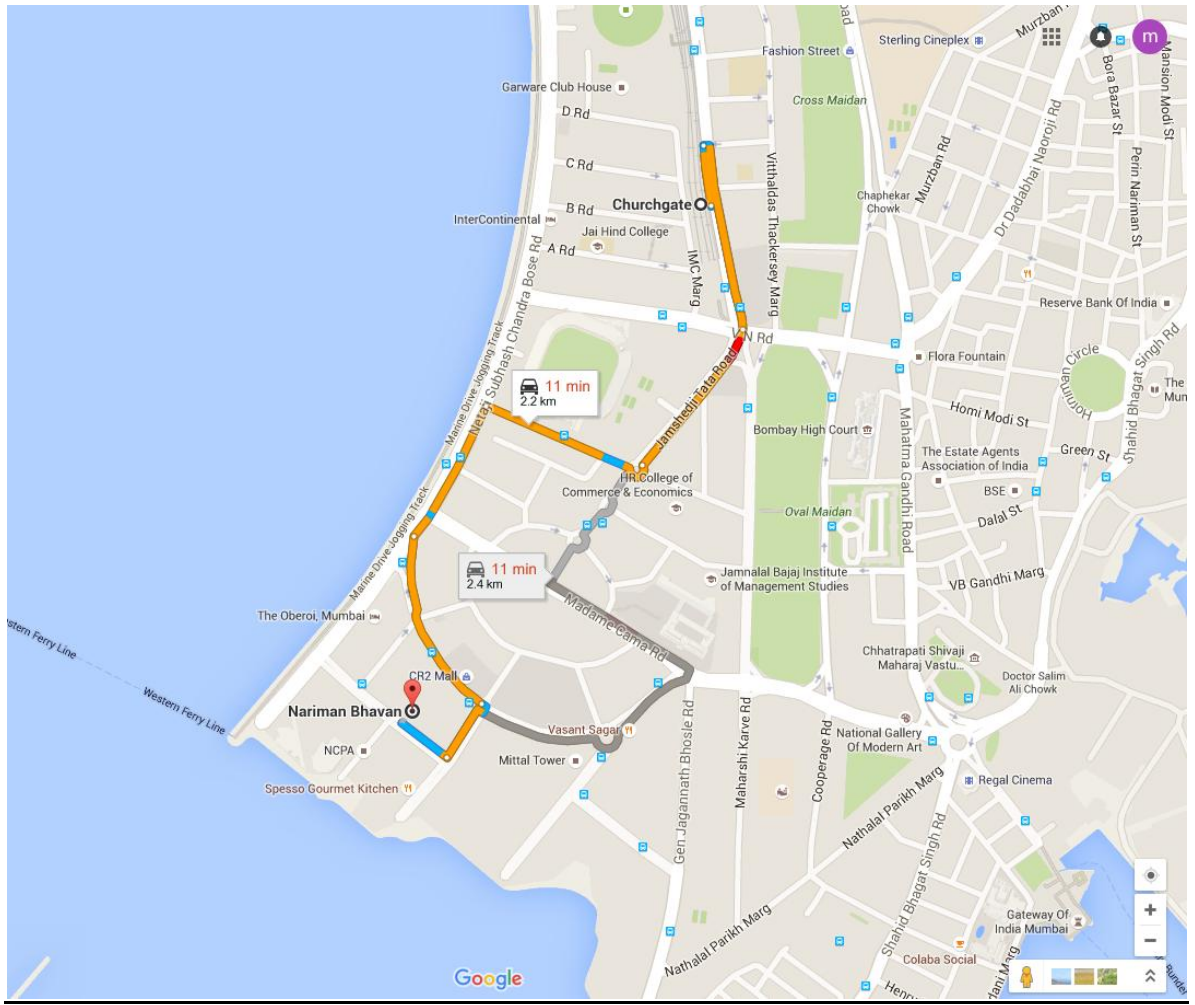 Murzban Rd
Sterling Cineplex
Fashion Street
m
Bora Bazar St
Mansion Modi St
Garware Club House
Cross Maidan
D Rd
Murzban Rd
Dr Dadabhai Naoroji Rd
Perin Nariman St
C Rd
Vitthaldas Thackersey Marg
Chaphekar
Chowk
Churchgate
B Rd
InterContinental
Jai Hind College
A Rd
IMC Marg
Netaji Subhash Chandra Bose Rd
Reserve Bank Of India
Marine Drive Jogging Track
V N Rd
Flora Fountain
Horniman Circle
Shahid Bhagat Singh Rd
The
Mun
11 min
2.2 km
Jamshedji Tata Road
Homi Modi St
Bombay High Court
Mahatma Gandhi Road
The Estate Agents
Association of India
Green St
HR College of
Commerce & Economics
BSE
Dalal St
Oval Maidan
Marine Drive Jogging Track
11 min
2.4 km
Jamnalal Bajaj Institute
of Management Studies
VB Gandhi Marg
Madame Cama Rd
The Oberoi, Mumbai
estern Ferry Line
Western Ferry Line
Chhatrapati Shivaji
Maharaj Vastu...
CR2 Mall
Doctor Salim
Ali Chowk
Nariman Bhavan
Vasant Sagar
Gen Jagannath Bhosle Rd
Maharshi Karve Rd
Cooperage Rd
National Gallery
Of Modern Art
NCPA
Mittal Tower
Regal Cinema
Spesso Gourmet Kitchen
Nathalal Parikh Marg
Shahid Bhagat Singh Rd
Gateway Of
India Mumbai
Nathalal Parikh Marg
Colaba Social
Google
Henry